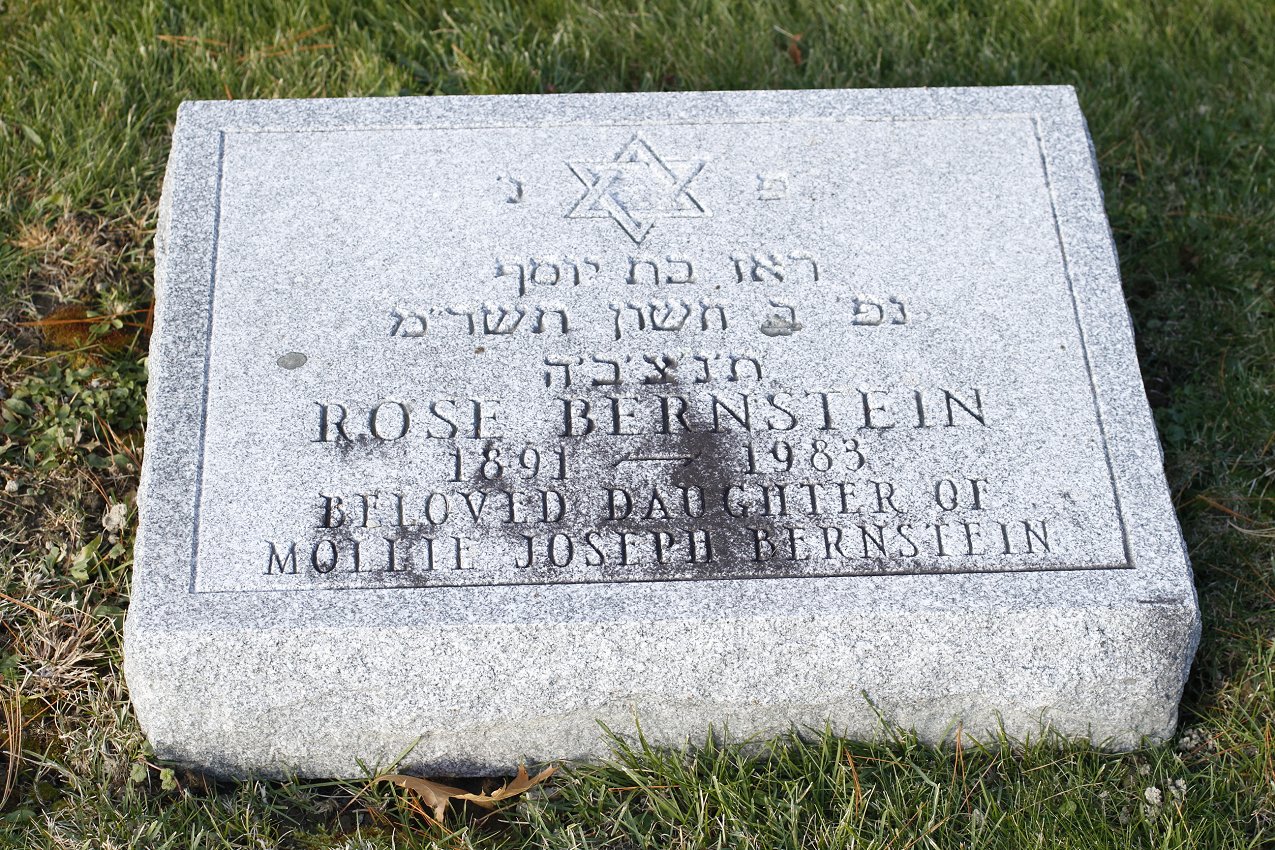 פ נ
ראז בת יוסף
נפ' ב' חשון תשד״מ
ת'נ'צ'ב'ה
ROSE BERNSTEIN
1891 — 1983
BELOVED DAUGHTER OF
MOLLIE JOSEPH BERNSTEIN